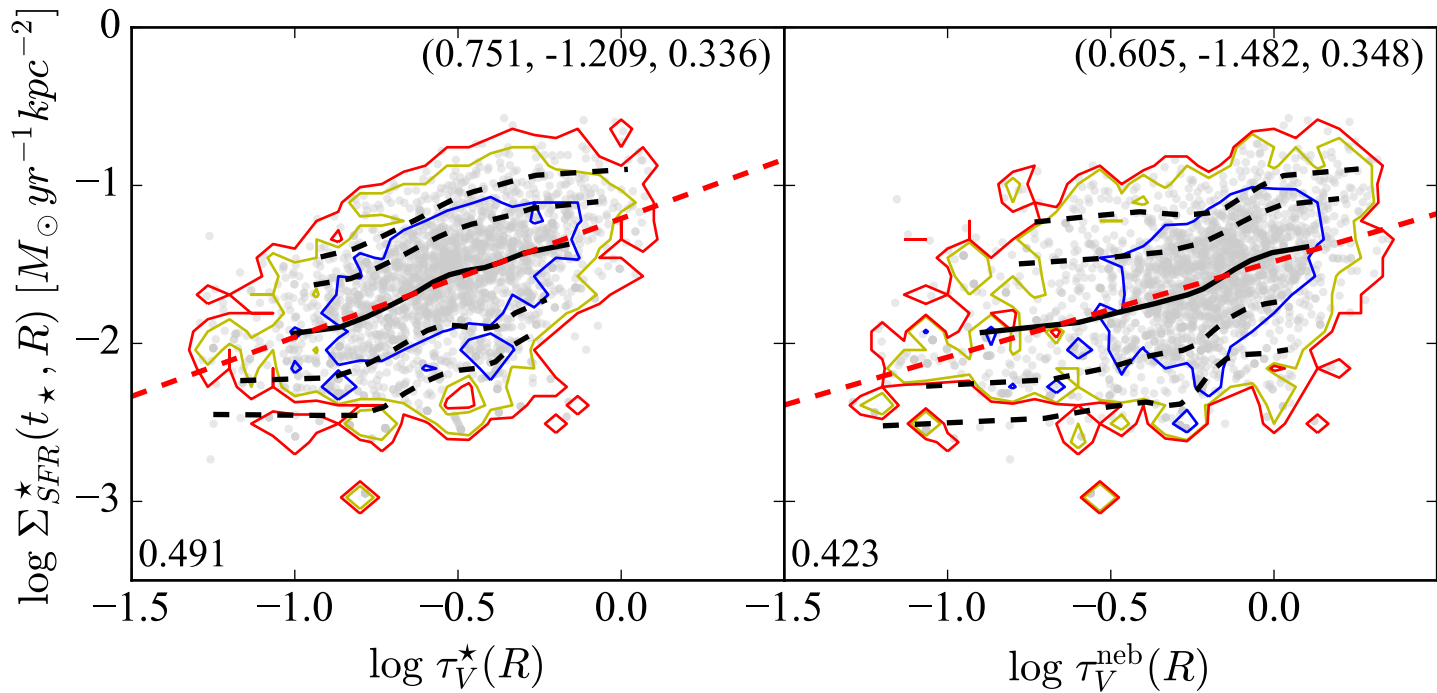 log Σ⋆SFR(t⋆, R) [M⊙ yr−1 kpc−2]
0
−1
−2
−3
(0.751, -1.209, 0.336)
0.491
(0.605, -1.482, 0.348)
0.423
−1.5 −1.0 −0.5 0.0 −1.5 −1.0 −0.5 0.0
log τ⋆V(R)
log τnebV(R)